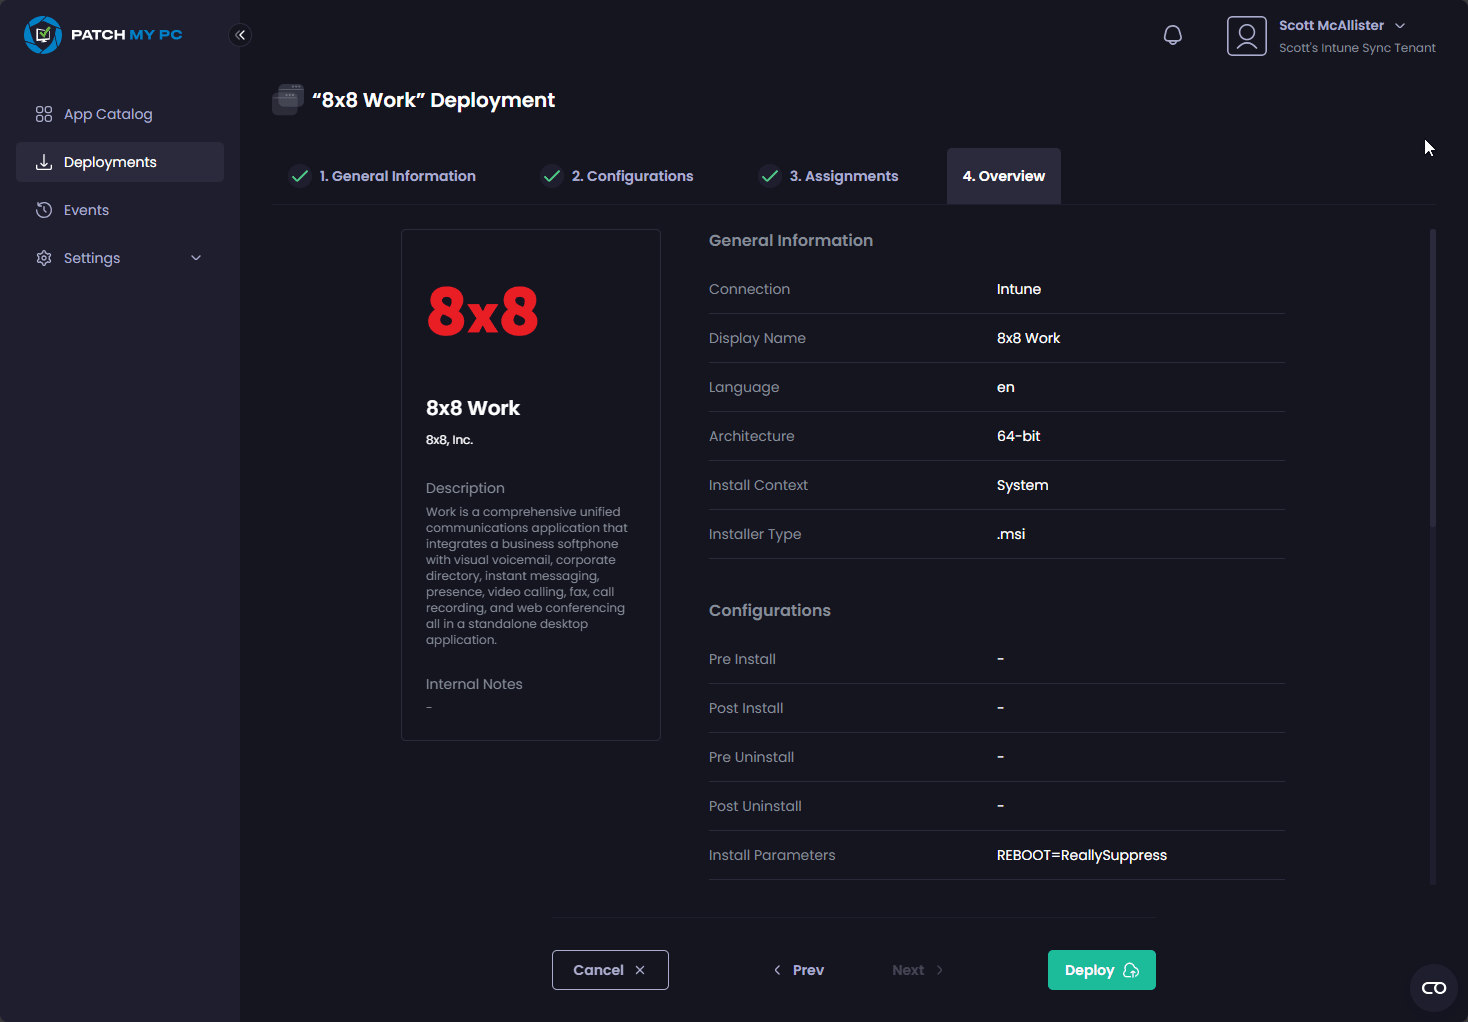 PATCH MY PC
Scott McAllister
Scott's Intune Sync Tenant
App Catalog
Deployments
Events
Settings
“8x8 Work” Deployment
1. General Information
2. Configurations
3. Assignments
4. Overview
8x8
8x8 Work
8x8, Inc.
Description
Work is a comprehensive unified
communications application that
integrates a business softphone
with visual voicemail, corporate
directory, instant messaging,
presence, video calling, fax, call
recording, and web conferencing
all in a standalone desktop
application.
Internal Notes
-
General Information
Connection Intune
Display Name 8x8 Work
Language en
Architecture 64-bit
Install Context System
Installer Type .msi
Configurations
Pre Install -
Post Install -
Pre Uninstall -
Post Uninstall -
Install Parameters REBOOT=ReallySuppress
Cancel
Prev
Next
Deploy